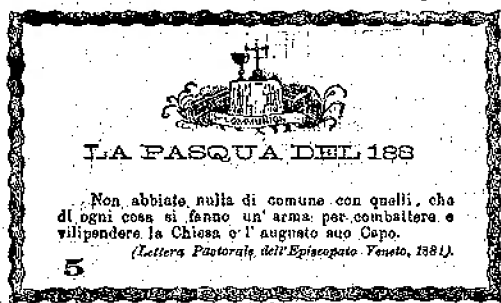 COMMUNIO
LA PASQUA DEL 188
Non abbiate nulla di comune con quelli, che
di ogni cosa si fanno un' arma per combattere e
vilipendere la Chiesa e l' augusto suo Capo.
(Lettera Pastorale dell' Episcopato Veneto, 1881).
5